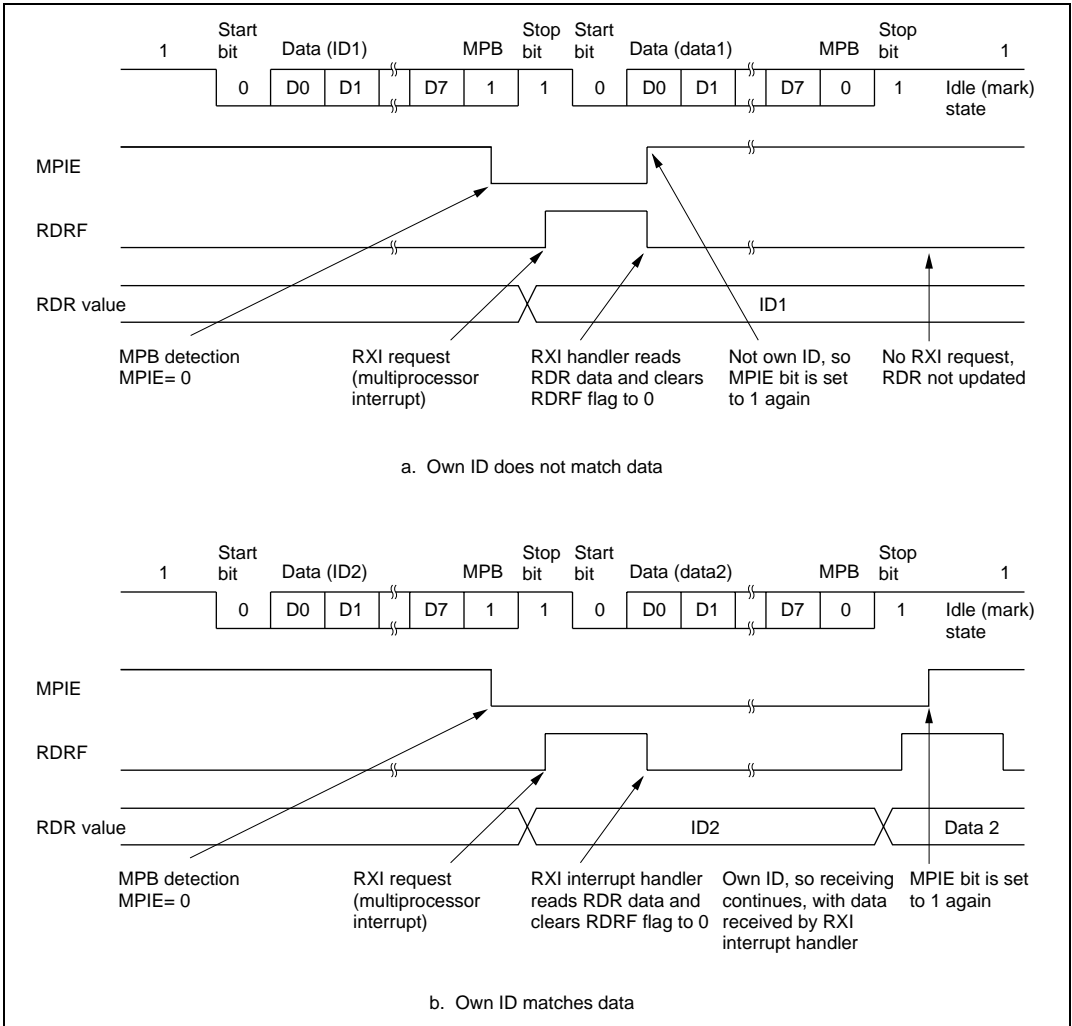 Start Stop Start Stop
1 bit Data (ID1) MPB bit bit Data (data1) MPB bit 1
0 D0 D1 D7 1 1 0 D0 D1 D7 0 1 Idle (mark)
state
MPIE
RDRF
RDR value ID1
MPB detection RXI request RXI handler reads Not own ID, so No RXI request,
MPIE= 0 (multiprocessor RDR data and clears MPIE bit is set RDR not updated
interrupt) RDRF flag to 0 to 1 again
a. Own ID does not match data
Start Stop Start Stop
1 bit Data (ID2) MPB bit bit Data (data2) MPB bit 1
0 D0 D1 D7 1 1 0 D0 D1 D7 0 1 Idle (mark)
state
MPIE
RDRF
RDR value ID2 Data 2
MPB detection RXI request RXI interrupt handler Own ID, so receiving MPIE bit is set
MPIE= 0 (multiprocessor reads RDR data and continues, with data to 1 again
interrupt) clears RDRF flag to 0 received by RXI
interrupt handler
b. Own ID matches data